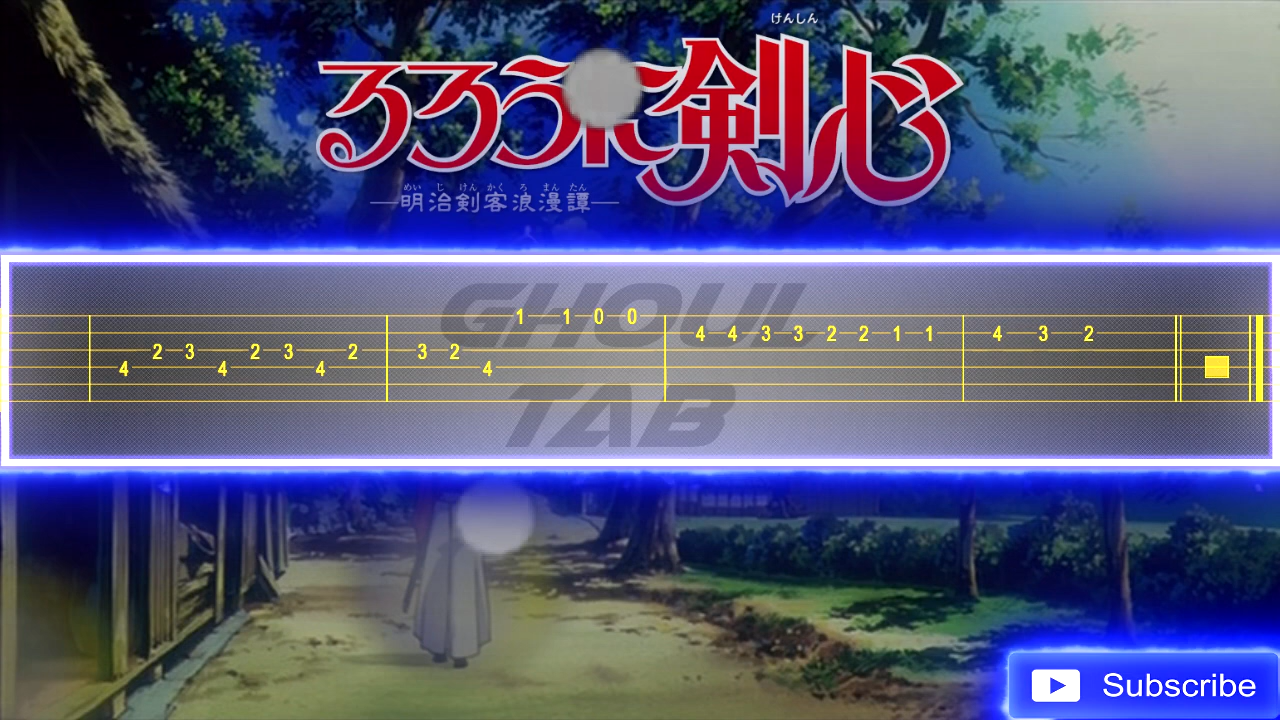 けんしん
るろうに剣心
めい じ けん かく ろ まん たん
—明治剣客浪漫譚—
GHOUL
1 1 0 0
4 4 3 3 2 2 1 1 4 3 2
2 3 2 3 2 3 2
4 4 4 4
TAB
Subscribe